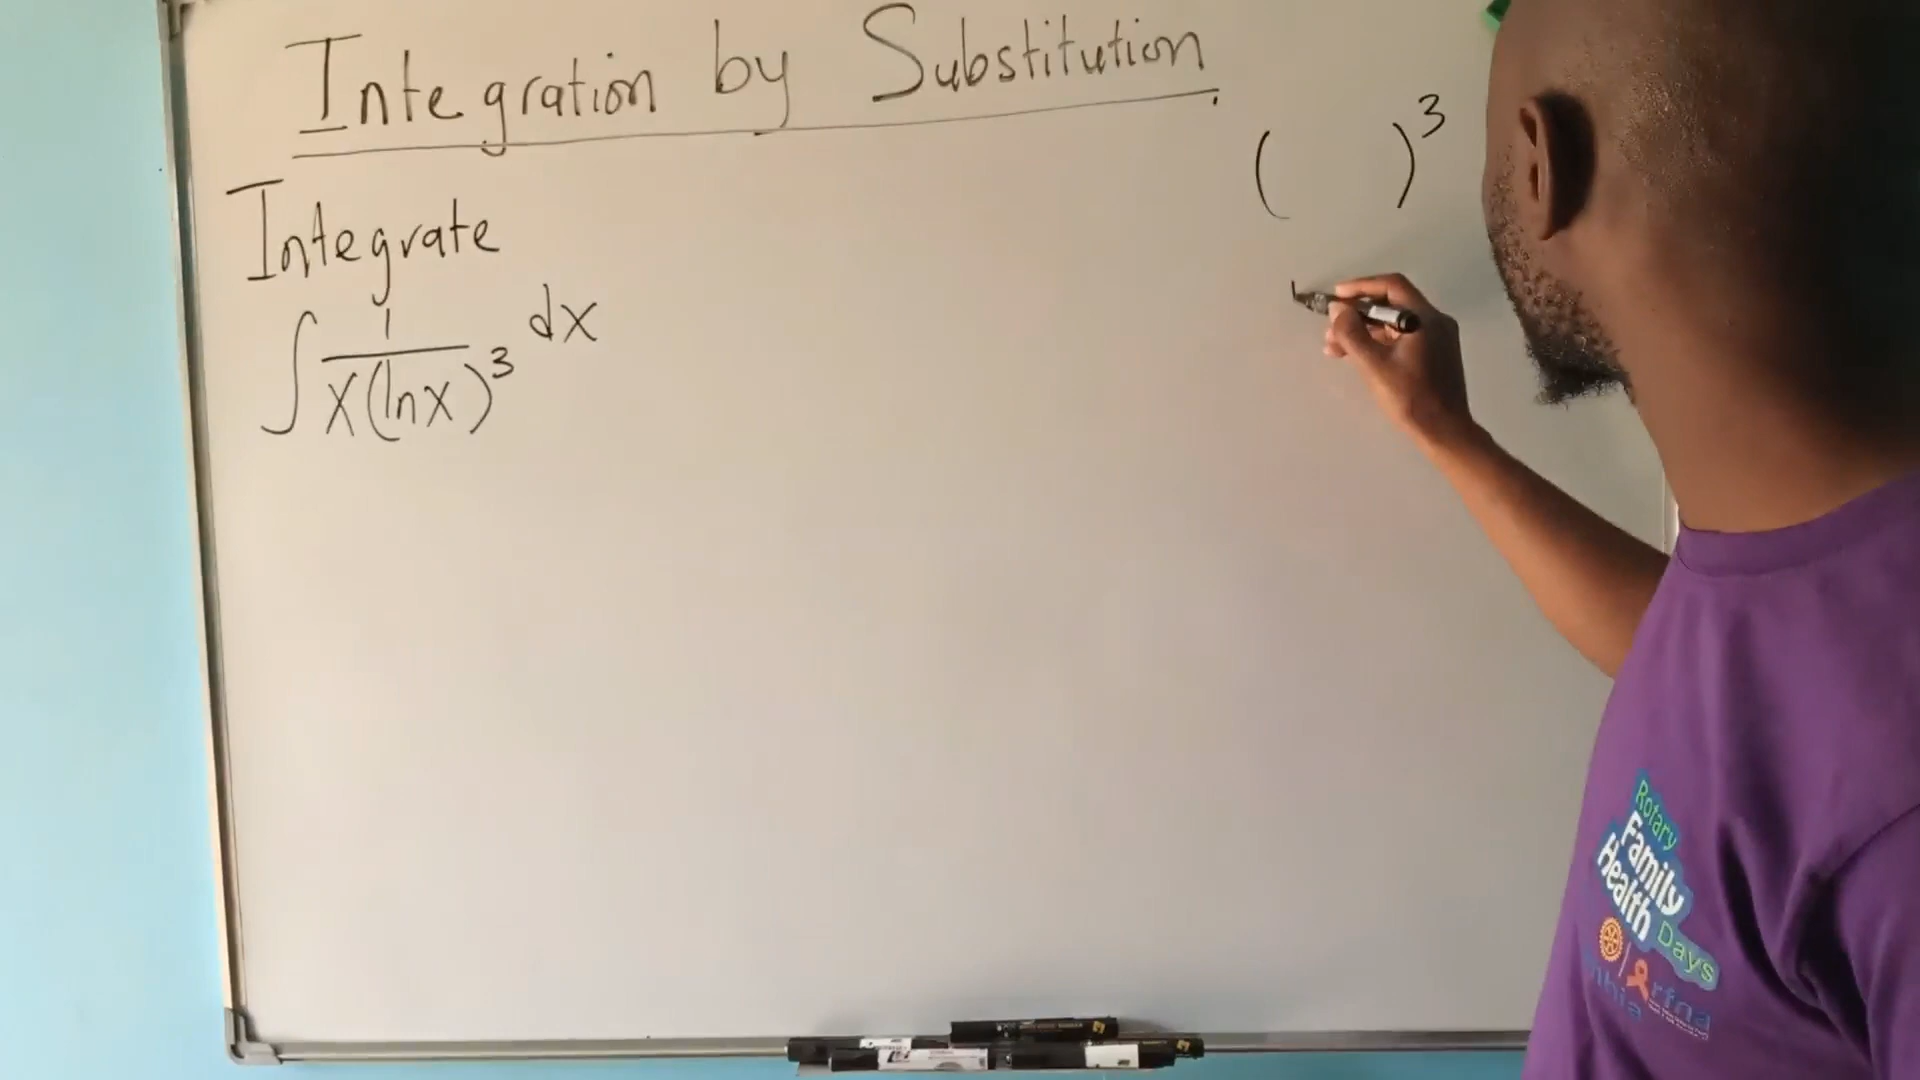 Integration by Substitution
( )³
Integrate
∫ 1/(x(lnx)³) dx
Rotary
Family
Health
Days